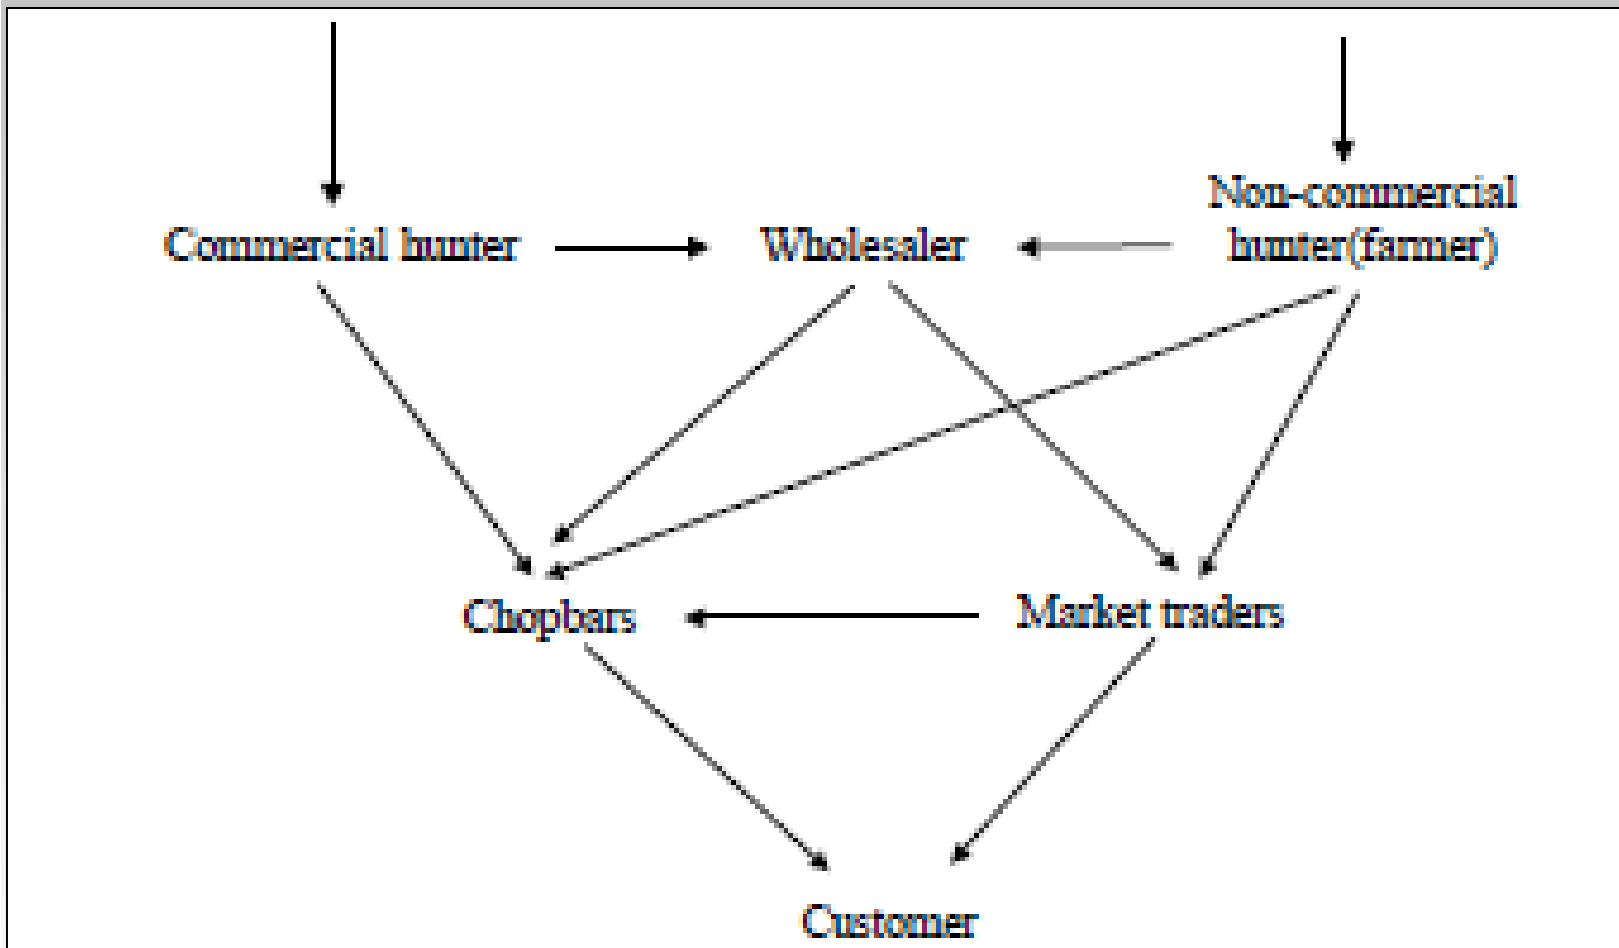 Non-commercial
Commercial hunter
Wholesaler
hunter(farmer)
Chopbars
Market traders
Customer